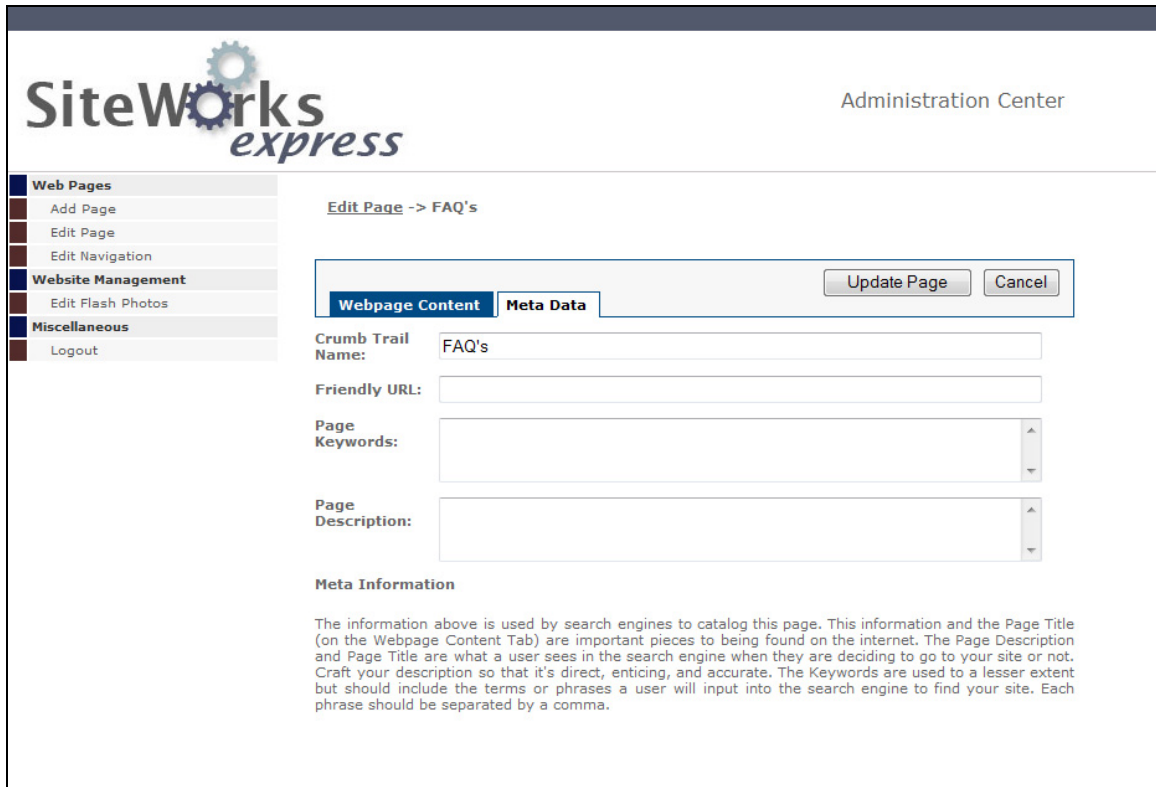 SiteWorks
express
Administration Center
Web Pages
Add Page
Edit Page
Edit Navigation
Website Management
Edit Flash Photos
Miscellaneous
Logout
Edit Page -> FAQ's
Update Page
Cancel
Webpage Content
Meta Data
Crumb Trail
Name:
FAQ's
Friendly URL:
Page
Keywords:
Page
Description:
Meta Information
The information above is used by search engines to catalog this page. This information and the Page Title
(on the Webpage Content Tab) are important pieces to being found on the internet. The Page Description
and Page Title are what a user sees in the search engine when they are deciding to go to your site or not.
Craft your description so that it's direct, enticing, and accurate. The Keywords are used to a lesser extent
but should include the terms or phrases a user will input into the search engine to find your site. Each
phrase should be separated by a comma.